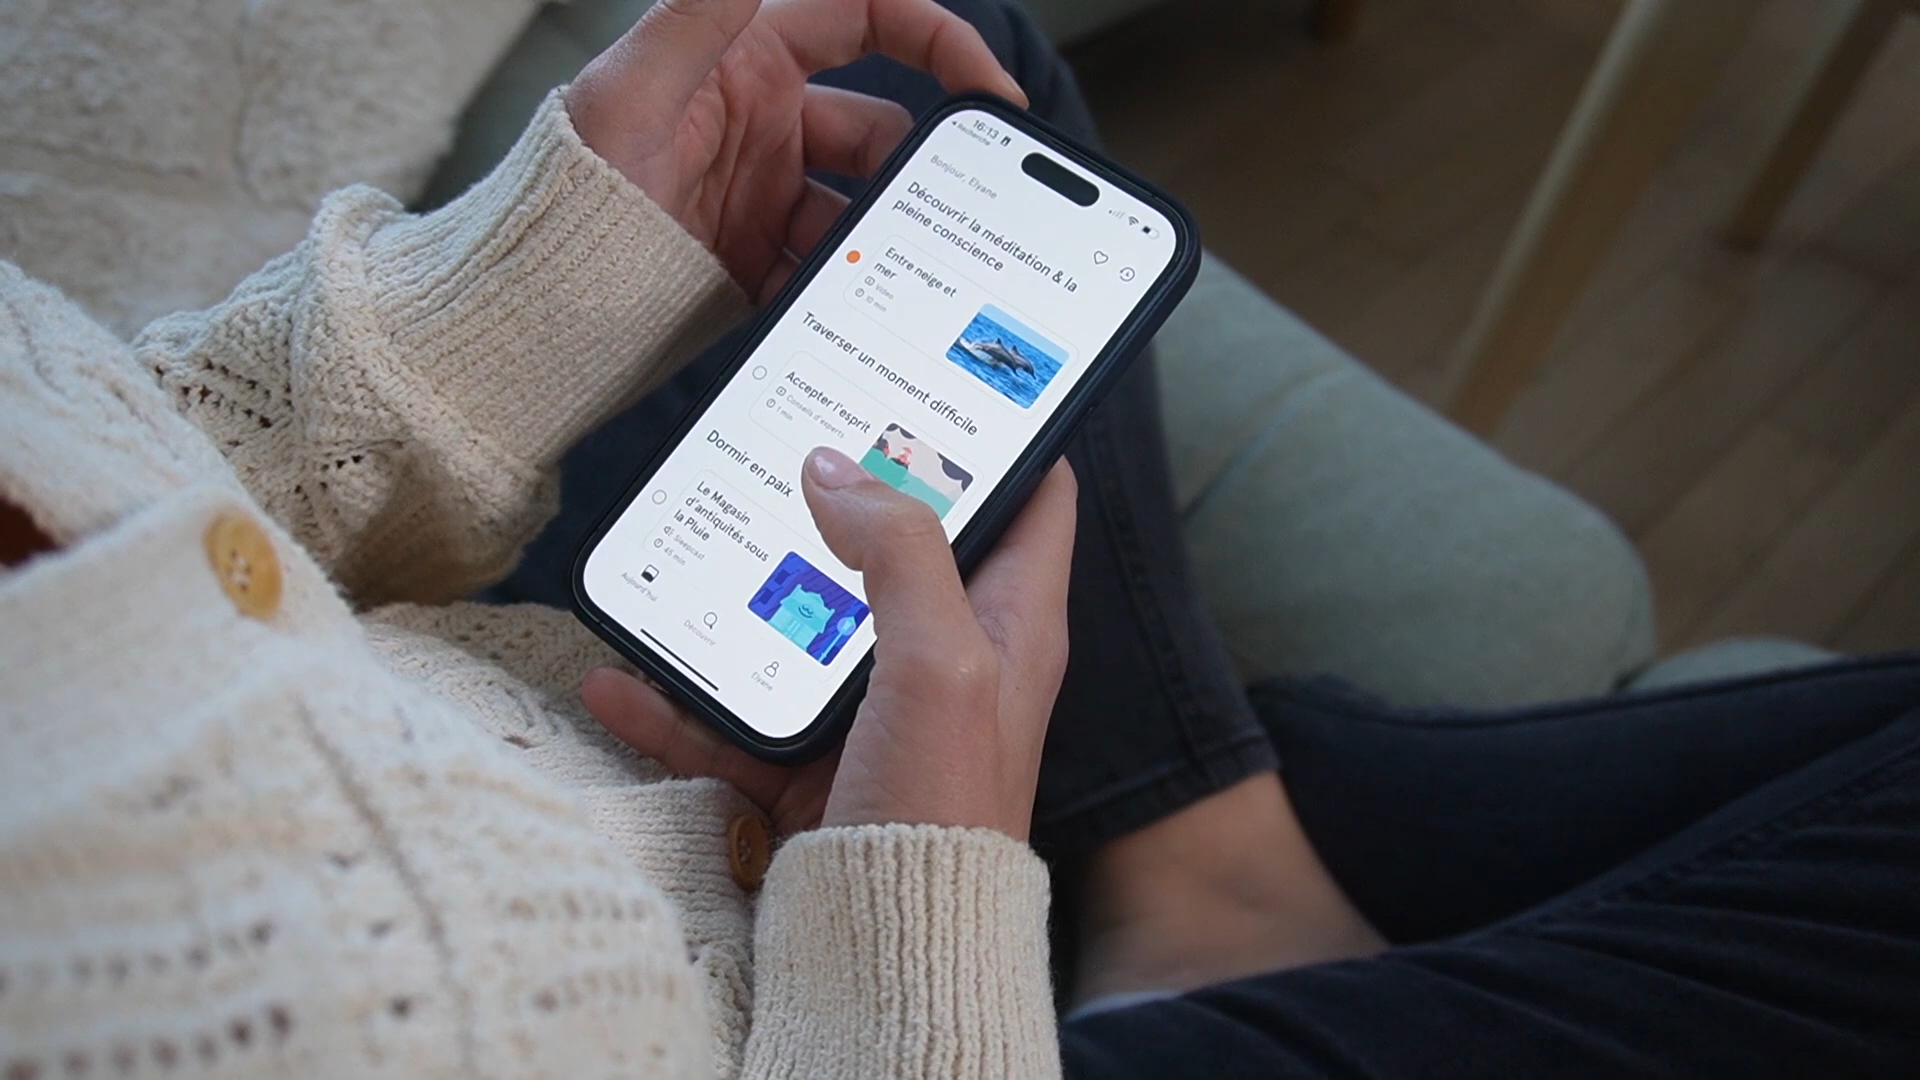 16:13
◀ Recherche
Bonjour, Elyane
Découvrir la méditation & la
pleine conscience
Entre neige et
mer
Vidéo
10 min
Traverser un moment difficile
Accepter l'esprit
Conseils d'experts
1 min
Dormir en paix
Le Magasin
d'antiquités sous
la Pluie
Sleepcast
45 min
Aujourd'hui
Découvrir
Elyane